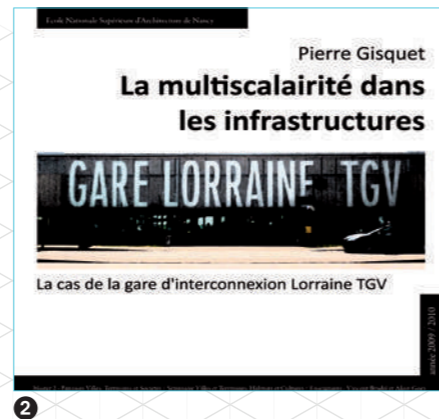 Ecole Nationale Supérieure d'Architecture de Nancy
Pierre Gisquet
La multiscalairité dans
les infrastructures
GARE LORRAINE TGV
La cas de la gare d'interconnexion Lorraine TGV
année 2009 / 2010
2